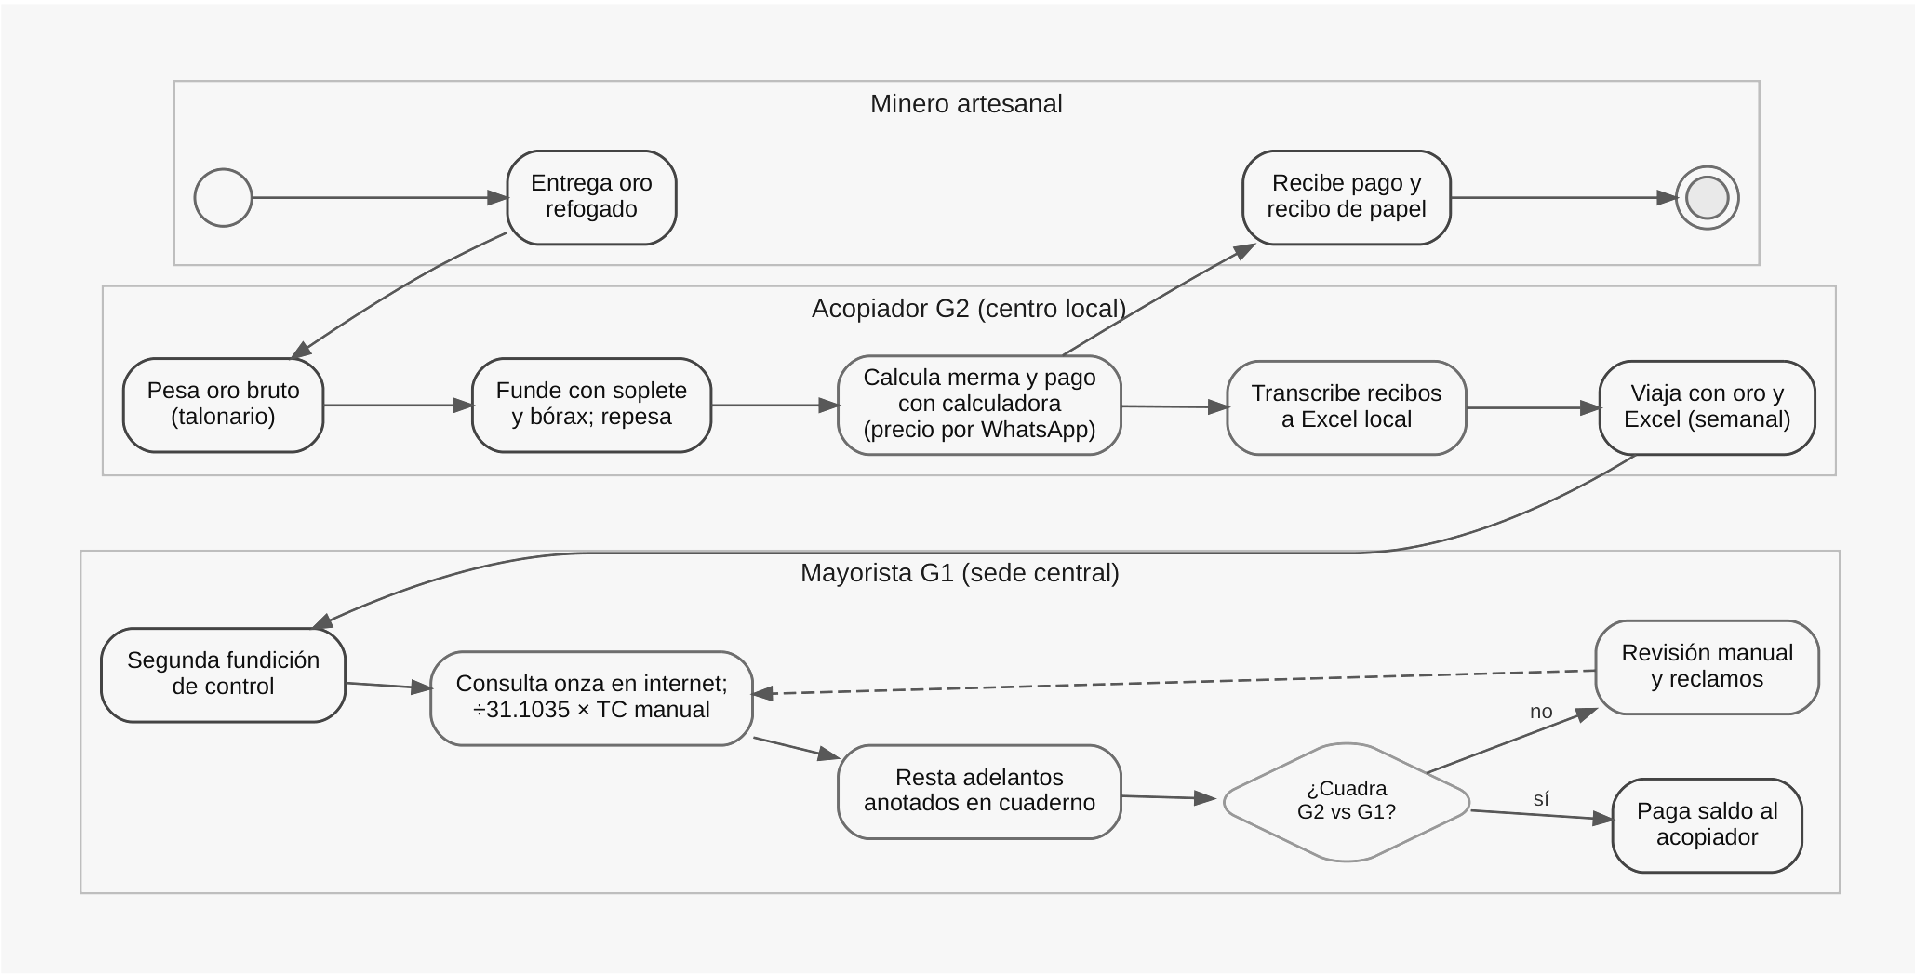 Minero artesanal
Entrega oro
refogado
Recibe pago y
recibo de papel
Acopiador G2 (centro local)
Pesa oro bruto
(talonario)
Funde con soplete
y bórax; repesa
Calcula merma y pago
con calculadora
(precio por WhatsApp)
Transcribe recibos
a Excel local
Viaja con oro y
Excel (semanal)
Mayorista G1 (sede central)
Segunda fundición
de control
Consulta onza en internet;
÷31.1035 × TC manual
Resta adelantos
anotados en cuaderno
¿Cuadra
G2 vs G1?
no
Revisión manual
y reclamos
sí
Paga saldo al
acopiador